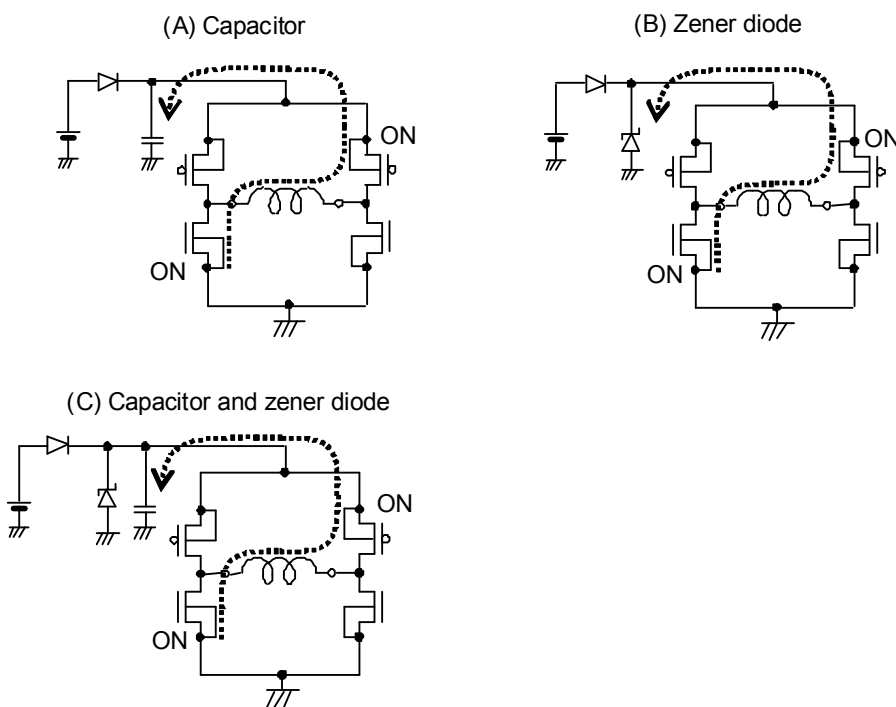 (A) Capacitor
(B) Zener diode
ON
ON
ON
ON
(C) Capacitor and zener diode
ON
ON